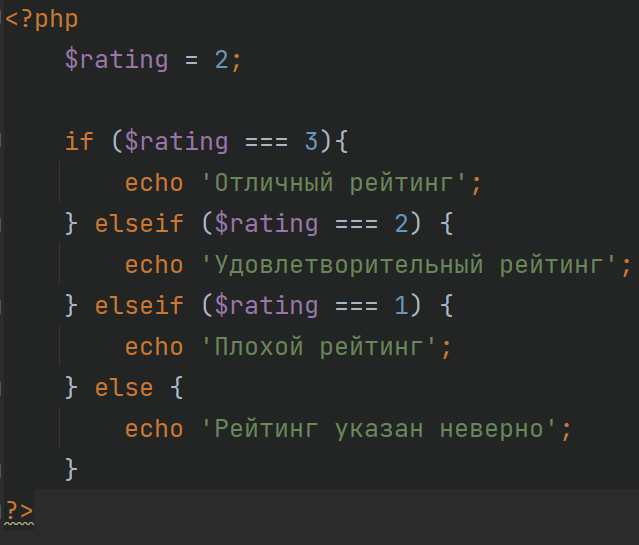 <?php
    $rating = 2;

    if ($rating === 3){
        echo 'Отличный рейтинг';
    } elseif ($rating === 2) {
        echo 'Удовлетворительный рейтинг';
    } elseif ($rating === 1) {
        echo 'Плохой рейтинг';
    } else {
        echo 'Рейтинг указан неверно';
    }
?>